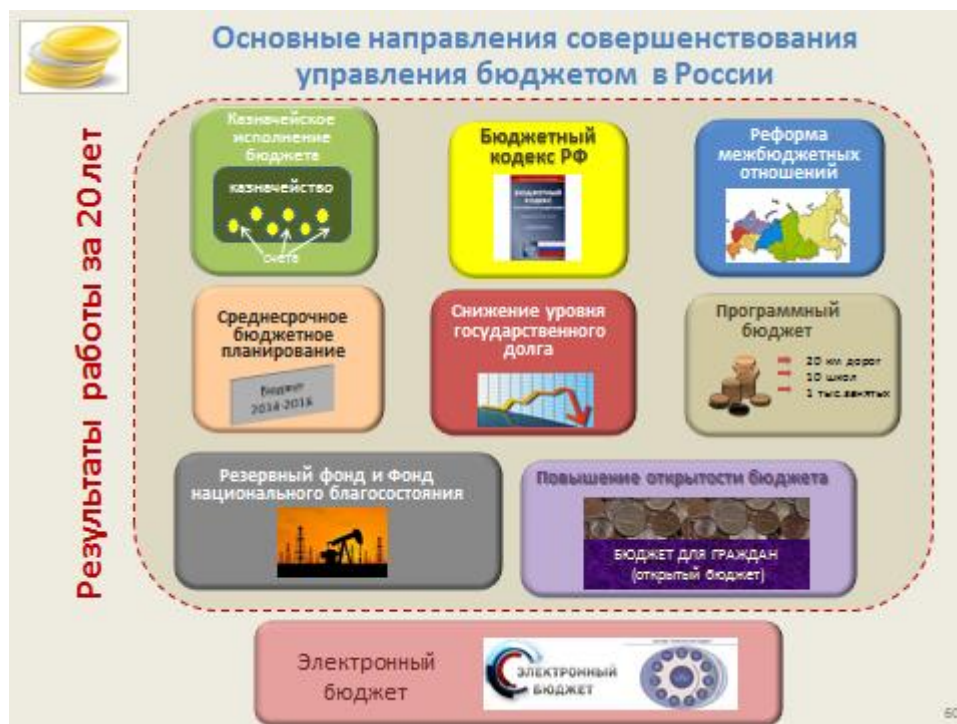 Основные направления совершенствования
управления бюджетом в России
Результаты работы за 20 лет
Казначейское
исполнение
бюджета
казначейство
счета
Бюджетный
кодекс РФ
БЮДЖЕТНЫЙ
КОДЕКС
Реформа
межбюджетных
отношений
Среднесрочное
бюджетное
планирование
Бюджет
Снижение уровня
государственного
долга
Программный
бюджет
20 км дорог
10 школ
1 тыс.занятых
Резервный фонд и Фонд
национального благосостояния
Повышение открытости бюджета
БЮДЖЕТ ДЛЯ ГРАЖДАН
(открытый бюджет)
Электронный
бюджет
ЭЛЕКТРОННЫЙ
БЮДЖЕТ
60